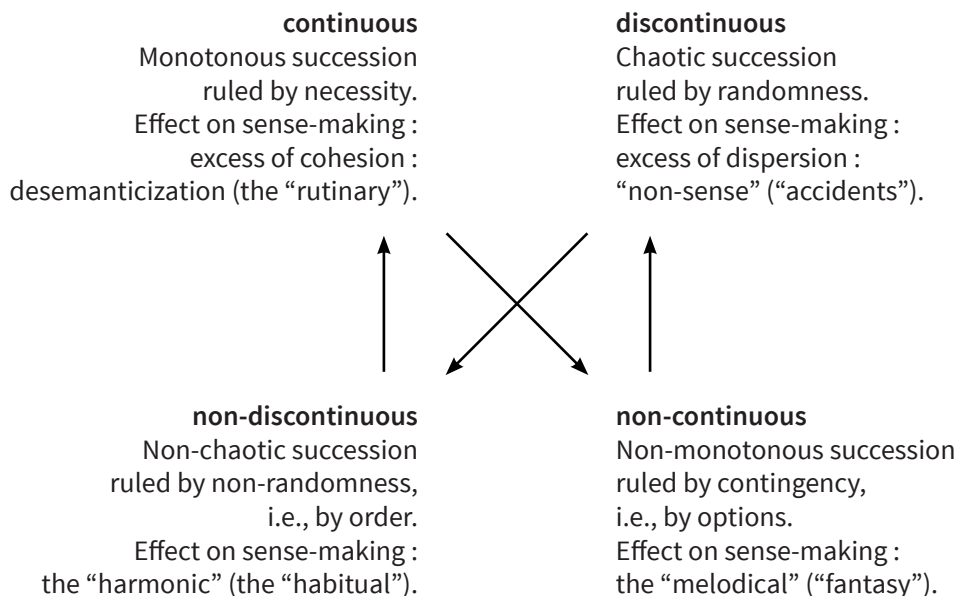 continuous
Monotonous succession
ruled by necessity.
Effect on sense-making :
excess of cohesion :
desemanticization (the “rutinary”).
discontinuous
Chaotic succession
ruled by randomness.
Effect on sense-making :
excess of dispersion :
“non-sense” (“accidents”).
non-discontinuous
Non-chaotic succession
ruled by non-randomness,
i.e., by order.
Effect on sense-making :
the “harmonic” (the “habitual”).
non-continuous
Non-monotonous succession
ruled by contingency,
i.e., by options.
Effect on sense-making :
the “melodical” (“fantasy”).